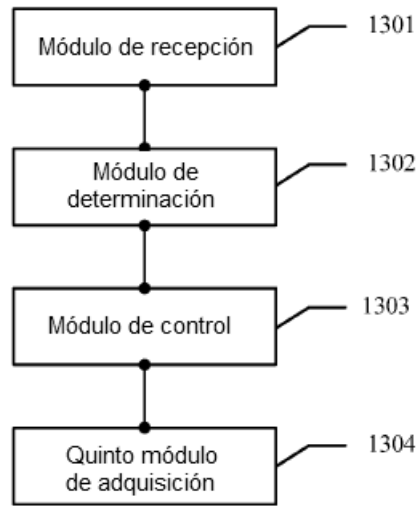 Módulo de recepción
1301
Módulo de
determinación
1302
Módulo de control
1303
Quinto módulo
de adquisición
1304